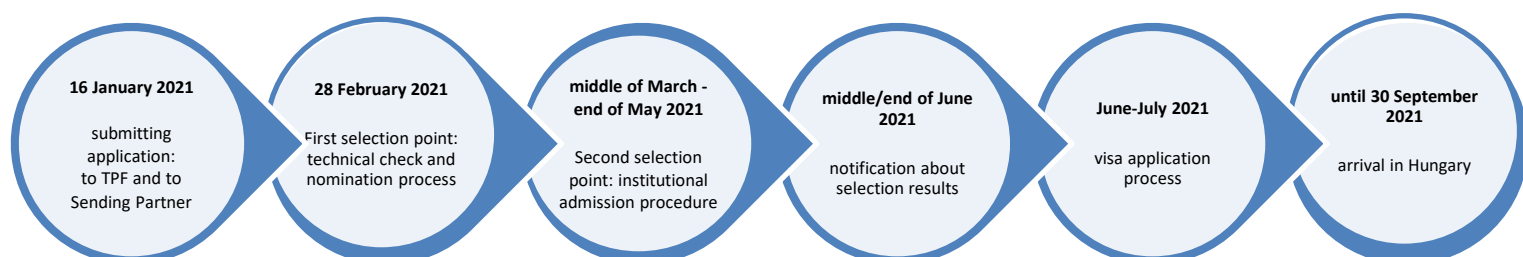 16 January 2021
submitting
application:
to TPF and to
Sending Partner
28 February 2021
First selection point:
technical check and
nomination process
middle of March -
end of May 2021
Second selection
point: institutional
admission procedure
middle/end of June
2021
notification about
selection results
June-July 2021
visa application
process
until 30 September
2021
arrival in Hungary